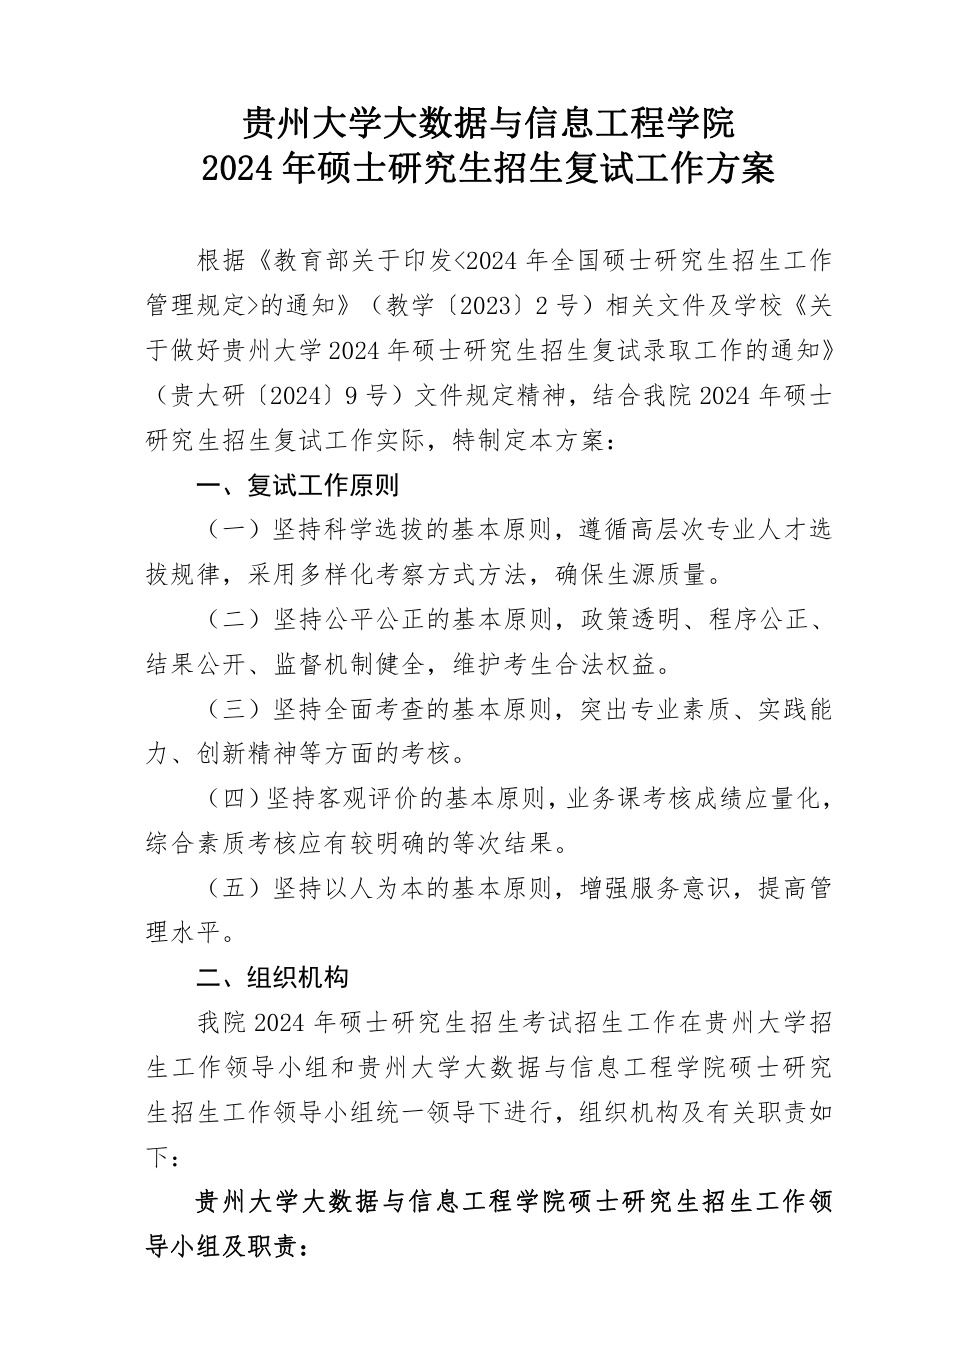 贵州大学大数据与信息工程学院
2024 年硕士研究生招生复试工作方案
根据《教育部关于印发<2024 年全国硕士研究生招生工作
管理规定>的通知》（教学〔2023〕2 号）相关文件及学校《关
于做好贵州大学 2024 年硕士研究生招生复试录取工作的通知》
（贵大研〔2024〕9 号）文件规定精神，结合我院 2024 年硕士
研究生招生复试工作实际，特制定本方案：
一、复试工作原则
（一）坚持科学选拔的基本原则，遵循高层次专业人才选
拔规律，采用多样化考察方式方法，确保生源质量。
（二）坚持公平公正的基本原则，政策透明、程序公正、
结果公开、监督机制健全，维护考生合法权益。
（三）坚持全面考查的基本原则，突出专业素质、实践能
力、创新精神等方面的考核。
（四）坚持客观评价的基本原则，业务课考核成绩应量化，
综合素质考核应有较明确的等次结果。
（五）坚持以人为本的基本原则，增强服务意识，提高管
理水平。
二、组织机构
我院 2024 年硕士研究生招生考试招生工作在贵州大学招
生工作领导小组和贵州大学大数据与信息工程学院硕士研究
生招生工作领导小组统一领导下进行，组织机构及有关职责如
下：
贵州大学大数据与信息工程学院硕士研究生招生工作领
导小组及职责：